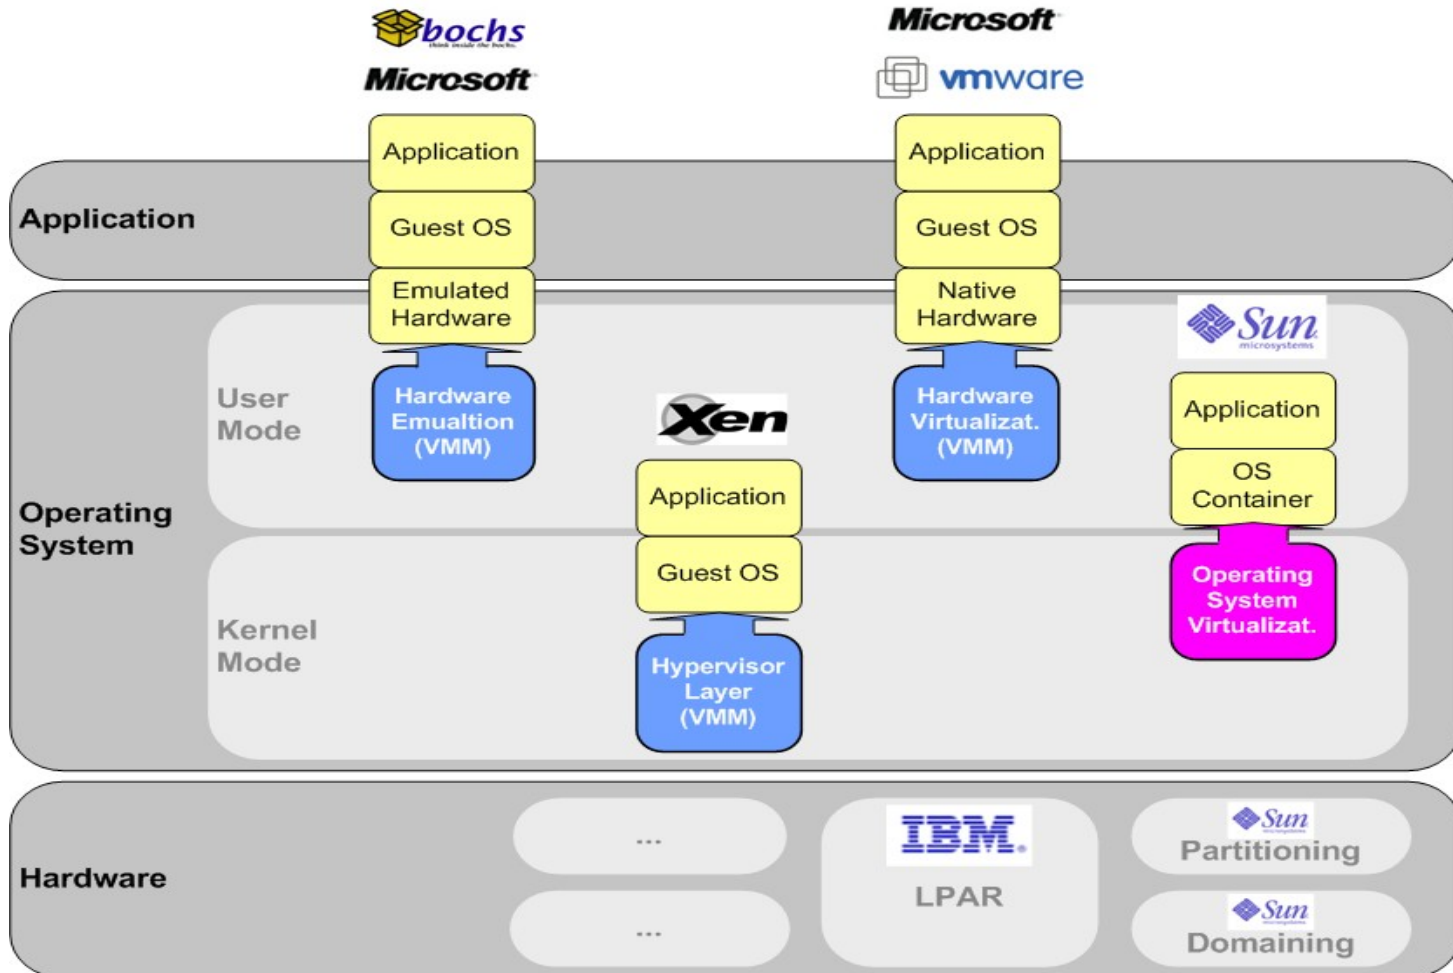 bochs
think inside the bochs.
Microsoft
Microsoft
vmware
Application
Application
Application
Guest OS
Guest OS
Emulated
Hardware
Native
Hardware
Sun
microsystems
User
Mode
Hardware
Emualtion
(VMM)
Hardware
Virtualizat.
(VMM)
Xen
Application
OS
Container
Application
Guest OS
Operating
System
Operating
System
Virtualizat.
Kernel
Mode
Hypervisor
Layer
(VMM)
Hardware
...
...
IBM®
LPAR
Sun
microsystems
Partitioning
Sun
microsystems
Domaining